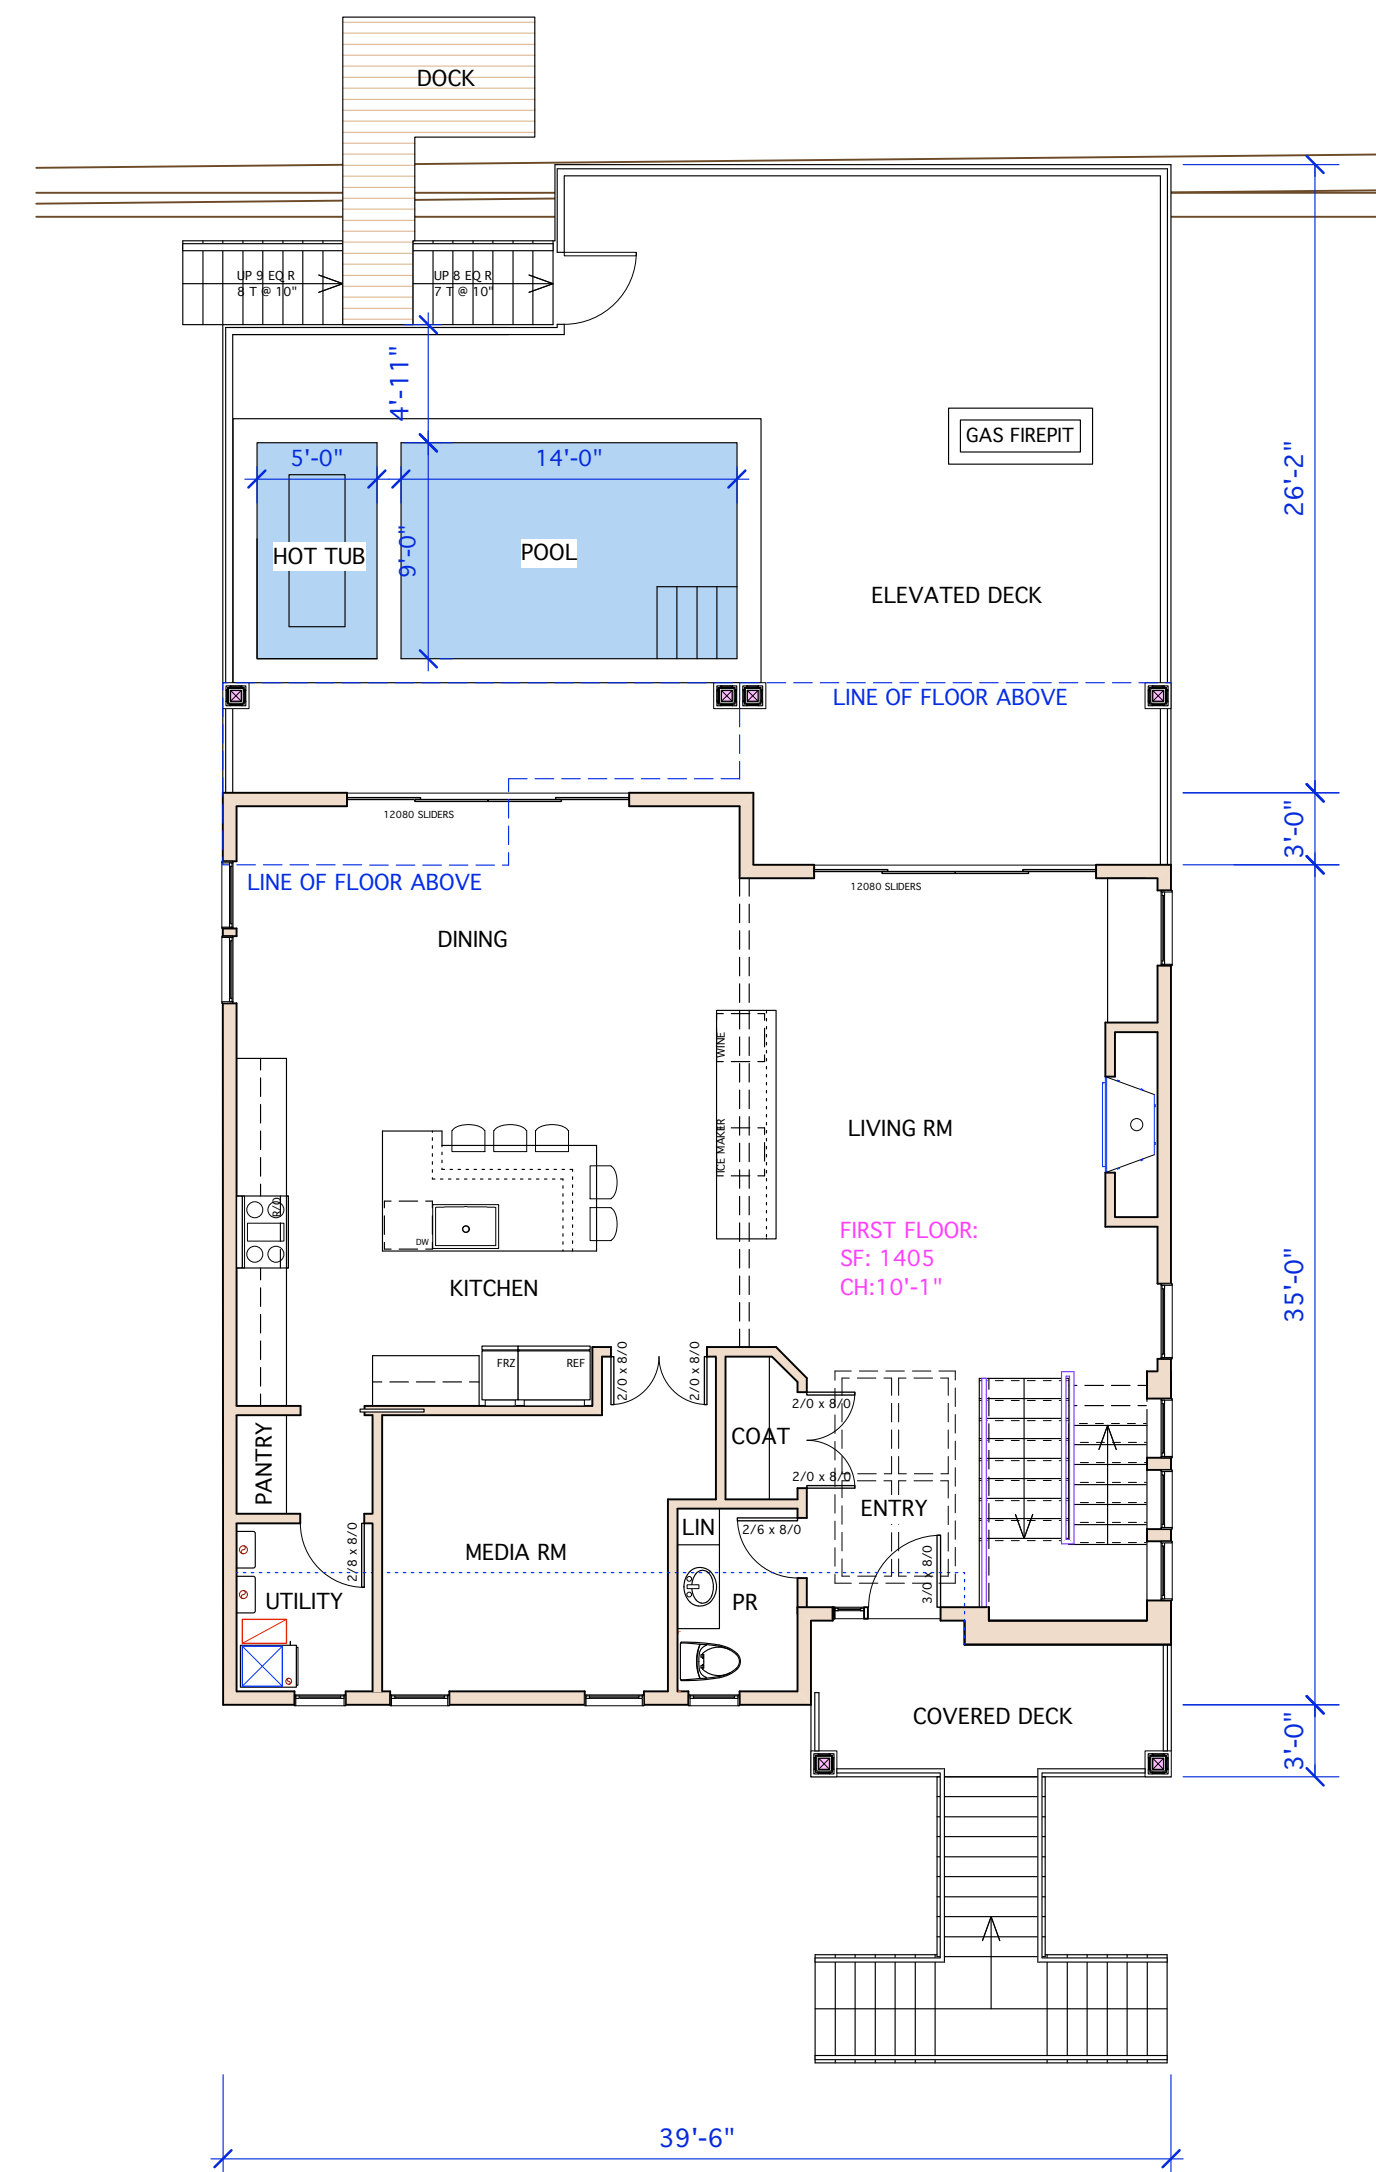 DOCK
UP 9 EQ R
8 T @ 10"
UP 8 EQ R
7 T @ 10"
4'-11"
26'-2"
GAS FIREPIT
5'-0"
14'-0"
9'-0"
HOT TUB
POOL
ELEVATED DECK
LINE OF FLOOR ABOVE
12080 SLIDERS
3'-0"
LINE OF FLOOR ABOVE
12080 SLIDERS
DINING
WINE
ICE MAKER
LIVING RM
R/O
DW
FIRST FLOOR:
SF: 1405
CH:10'-1"
KITCHEN
35'-0"
FRZ
REF
2/0 x 8/0
2/0 x 8/0
2/0 x 8/0
COAT
PANTRY
2/0 x 8/0
ENTRY
LIN
2/6 x 8/0
MEDIA RM
2/8 x 8/0
3/0 x 8/0
UTILITY
PR
COVERED DECK
3'-0"
39'-6"